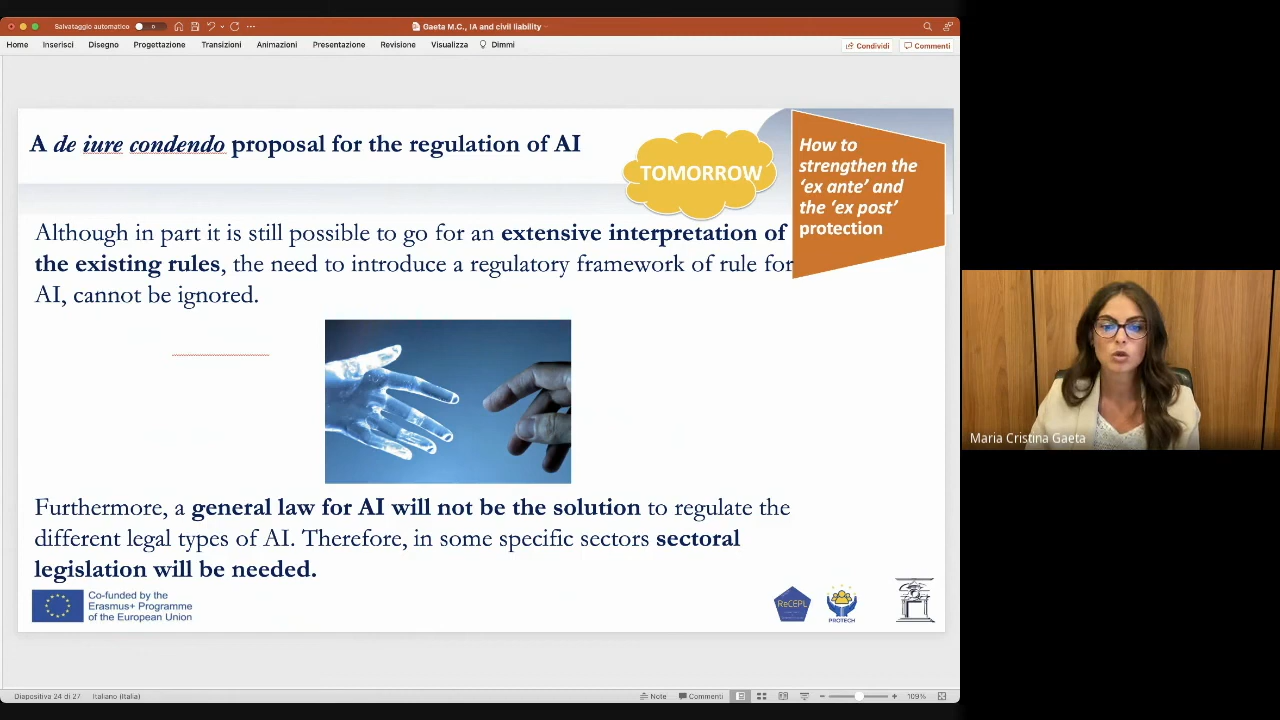 Salvataggio automatico
Gaeta M.C., IA and civil liability
Home Inserisci Disegno Progettazione Transizioni Animazioni Presentazione Revisione Visualizza Dimmi
Condividi Commenti
A de iure condendo proposal for the regulation of AI
TOMORROW
How to
strengthen the
‘ex ante’ and
the ‘ex post’
protection
Although in part it is still possible to go for an extensive interpretation of
the existing rules, the need to introduce a regulatory framework of rule for
AI, cannot be ignored.
Furthermore, a general law for AI will not be the solution to regulate the
different legal types of AI. Therefore, in some specific sectors sectoral
legislation will be needed.
Co-funded by the
Erasmus+ Programme
of the European Union
ReCEPL
PROTECH
Maria Cristina Gaeta
Diapositiva 24 di 27 Italiano (Italia)
Note Commenti 109%